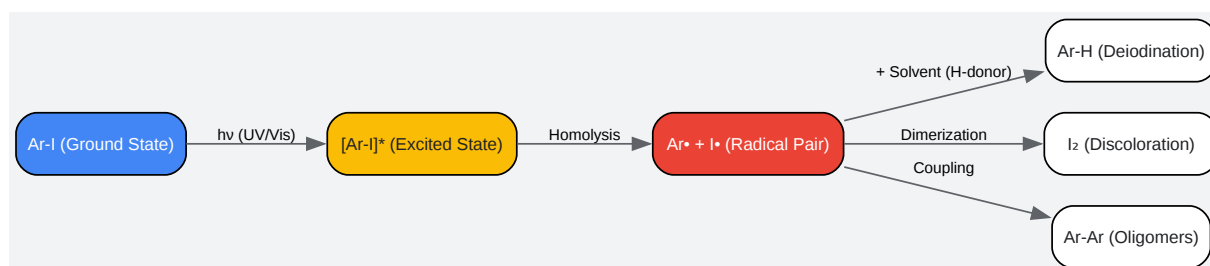 Ar-H (Deiodination)
+ Solvent (H-donor)
Ar-I (Ground State)
hν (UV/Vis)
[Ar-I]* (Excited State)
Homolysis
Ar• + I• (Radical Pair)
Dimerization
I₂ (Discoloration)
Coupling
Ar-Ar (Oligomers)